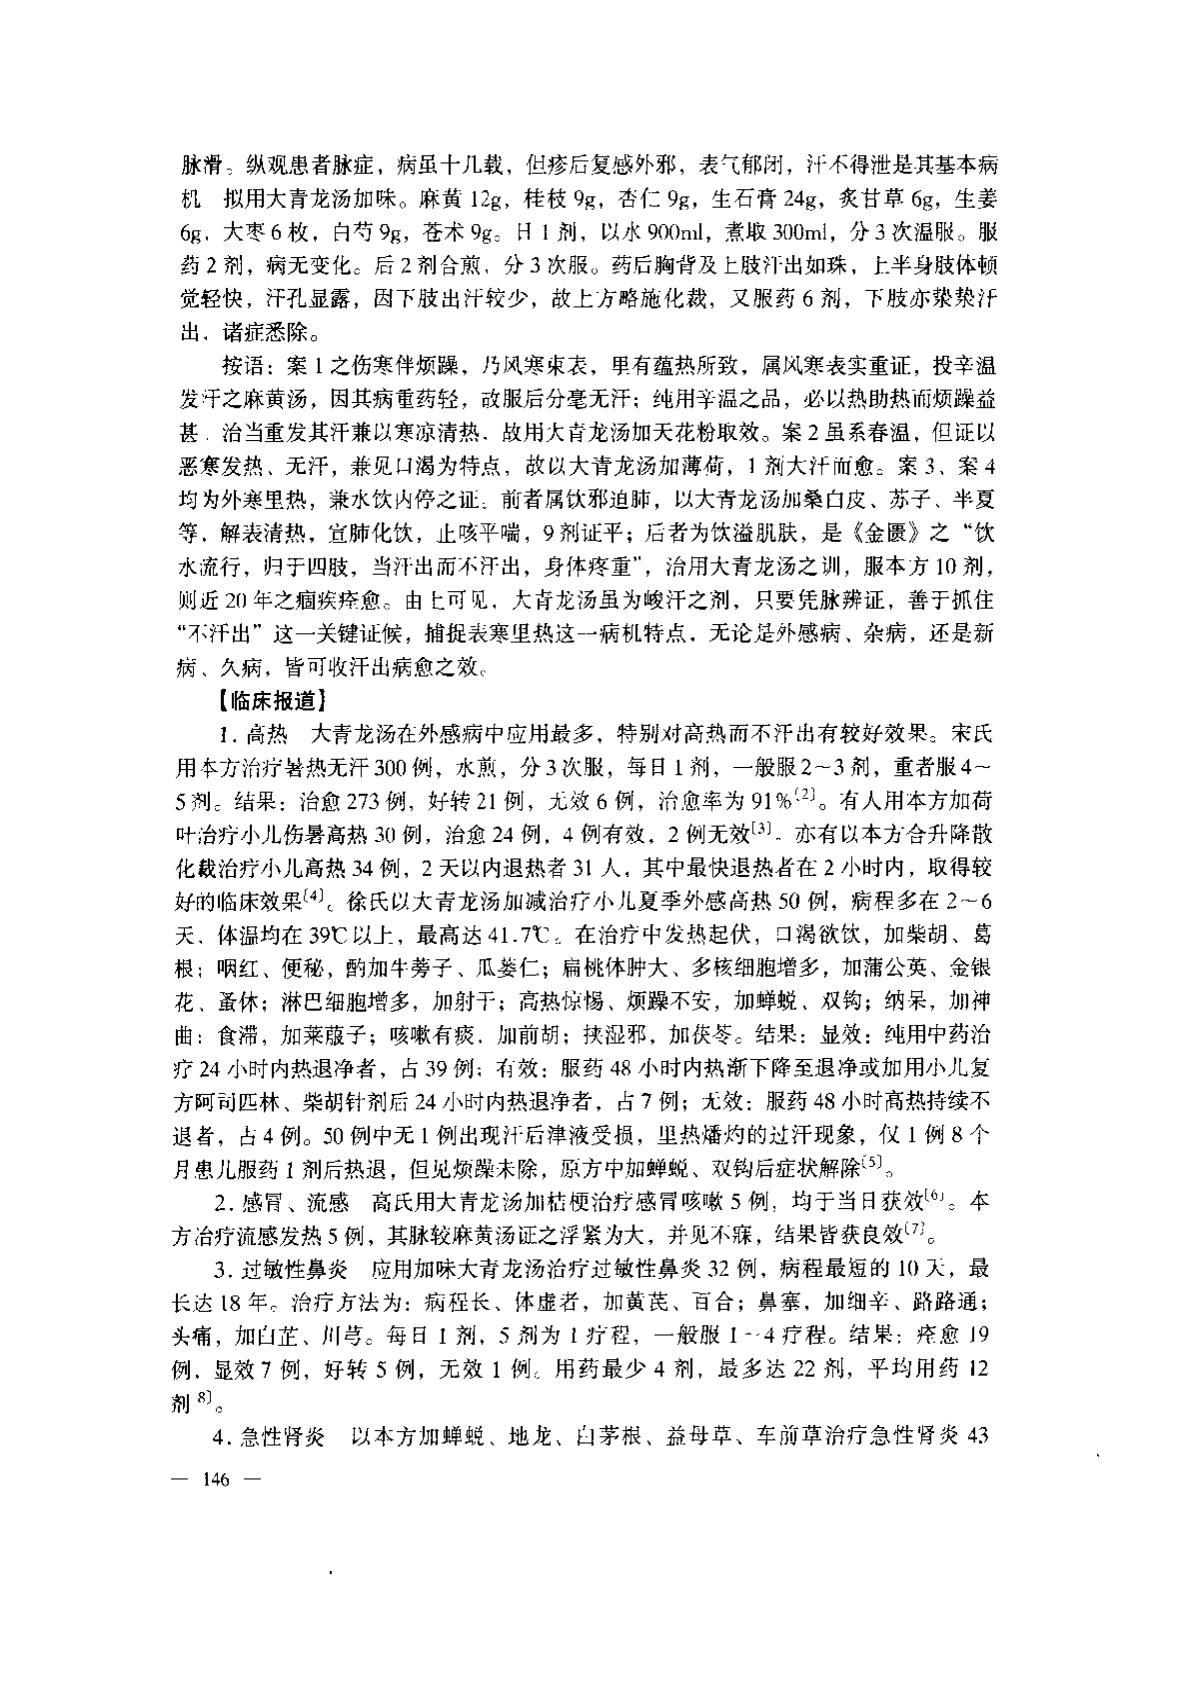 脉滑。纵观患者脉症，病虽十几载，但疹后复感外邪，表气郁闭，汗不得泄是其基本病
机　拟用大青龙汤加味。麻黄 12g，桂枝 9g，杏仁 9g，生石膏 24g，炙甘草 6g，生姜
6g，大枣 6 枚，白芍 9g，苍术 9g。日 1 剂，以水 900ml，煮取 300ml，分 3 次温服。服
药 2 剂，病无变化。后 2 剂合煎，分 3 次服。药后胸背及上肢汗出如珠，上半身肢体顿
觉轻快，汗孔显露，因下肢出汗较少，故上方略施化裁，又服药 6 剂，下肢亦漐漐汗
出，诸症悉除。
按语：案 1 之伤寒伴烦躁，乃风寒束表，里有蕴热所致，属风寒表实重证，投辛温
发汗之麻黄汤，因其病重药轻，故服后分毫无汗；纯用辛温之品，必以热助热而烦躁益
甚．治当重发其汗兼以寒凉清热．故用大青龙汤加天花粉取效。案 2 虽系春温，但证以
恶寒发热、无汗，兼见口渴为特点，故以大青龙汤加薄荷，1 剂大汗而愈。案 3、案 4
均为外寒里热，兼水饮内停之证。前者属饮邪迫肺，以大青龙汤加桑白皮、苏子、半夏
等，解表清热，宣肺化饮，止咳平喘，9 剂证平；后者为饮溢肌肤，是《金匮》之“饮
水流行，归于四肢，当汗出而不汗出，身体疼重”，治用大青龙汤之训，服本方 10 剂，
则近 20 年之痼疾痊愈。由上可见，大青龙汤虽为峻汗之剂，只要凭脉辨证，善于抓住
“不汗出”这一关键证候，捕捉表寒里热这一病机特点，无论是外感病、杂病，还是新
病、久病，皆可收汗出病愈之效。
【临床报道】
1. 高热　大青龙汤在外感病中应用最多，特别对高热而不汗出有较好效果。宋氏
用本方治疗暑热无汗 300 例，水煎，分 3 次服，每日 1 剂，一般服 2～3 剂，重者服 4～
5 剂。结果：治愈 273 例，好转 21 例，无效 6 例，治愈率为 91%〔2〕。有人用本方加荷
叶治疗小儿伤暑高热 30 例，治愈 24 例，4 例有效，2 例无效〔3〕。亦有以本方合升降散
化裁治疗小儿高热 34 例，2 天以内退热者 31 人，其中最快退热者在 2 小时内，取得较
好的临床效果〔4〕。徐氏以大青龙汤加减治疗小儿夏季外感高热 50 例，病程多在 2～6
天，体温均在 39℃以上，最高达 41.7℃。在治疗中发热起伏，口渴欲饮，加柴胡、葛
根；咽红、便秘，酌加牛蒡子、瓜蒌仁；扁桃体肿大、多核细胞增多，加蒲公英、金银
花、蚤休；淋巴细胞增多，加射干；高热惊惕、烦躁不安，加蝉蜕、双钩；纳呆，加神
曲；食滞，加莱菔子；咳嗽有痰，加前胡；挟湿邪，加茯苓。结果：显效：纯用中药治
疗 24 小时内热退净者，占 39 例；有效：服药 48 小时内热渐下降至退净或加用小儿复
方阿司匹林、柴胡针剂后 24 小时内热退净者，占 7 例；无效：服药 48 小时高热持续不
退者，占 4 例。50 例中无 1 例出现汗后津液受损，里热燔灼的过汗现象，仅 1 例 8 个
月患儿服药 1 剂后热退，但见烦躁未除，原方中加蝉蜕、双钩后症状解除〔5〕。
2. 感冒、流感　高氏用大青龙汤加桔梗治疗感冒咳嗽 5 例，均于当日获效〔6〕。本
方治疗流感发热 5 例，其脉较麻黄汤证之浮紧为大，并见不寐，结果皆获良效〔7〕。
3. 过敏性鼻炎　应用加味大青龙汤治疗过敏性鼻炎 32 例，病程最短的 10 天，最
长达 18 年。治疗方法为：病程长、体虚者，加黄芪、百合；鼻塞，加细辛、路路通；
头痛，加白芷、川芎。每日 1 剂，5 剂为 1 疗程，一般服 1～4 疗程。结果：痊愈 19
例，显效 7 例，好转 5 例，无效 1 例。用药最少 4 剂，最多达 22 剂，平均用药 12
剂 8〕。
4. 急性肾炎　以本方加蝉蜕、地龙、白茅根、益母草、车前草治疗急性肾炎 43
— 146 —